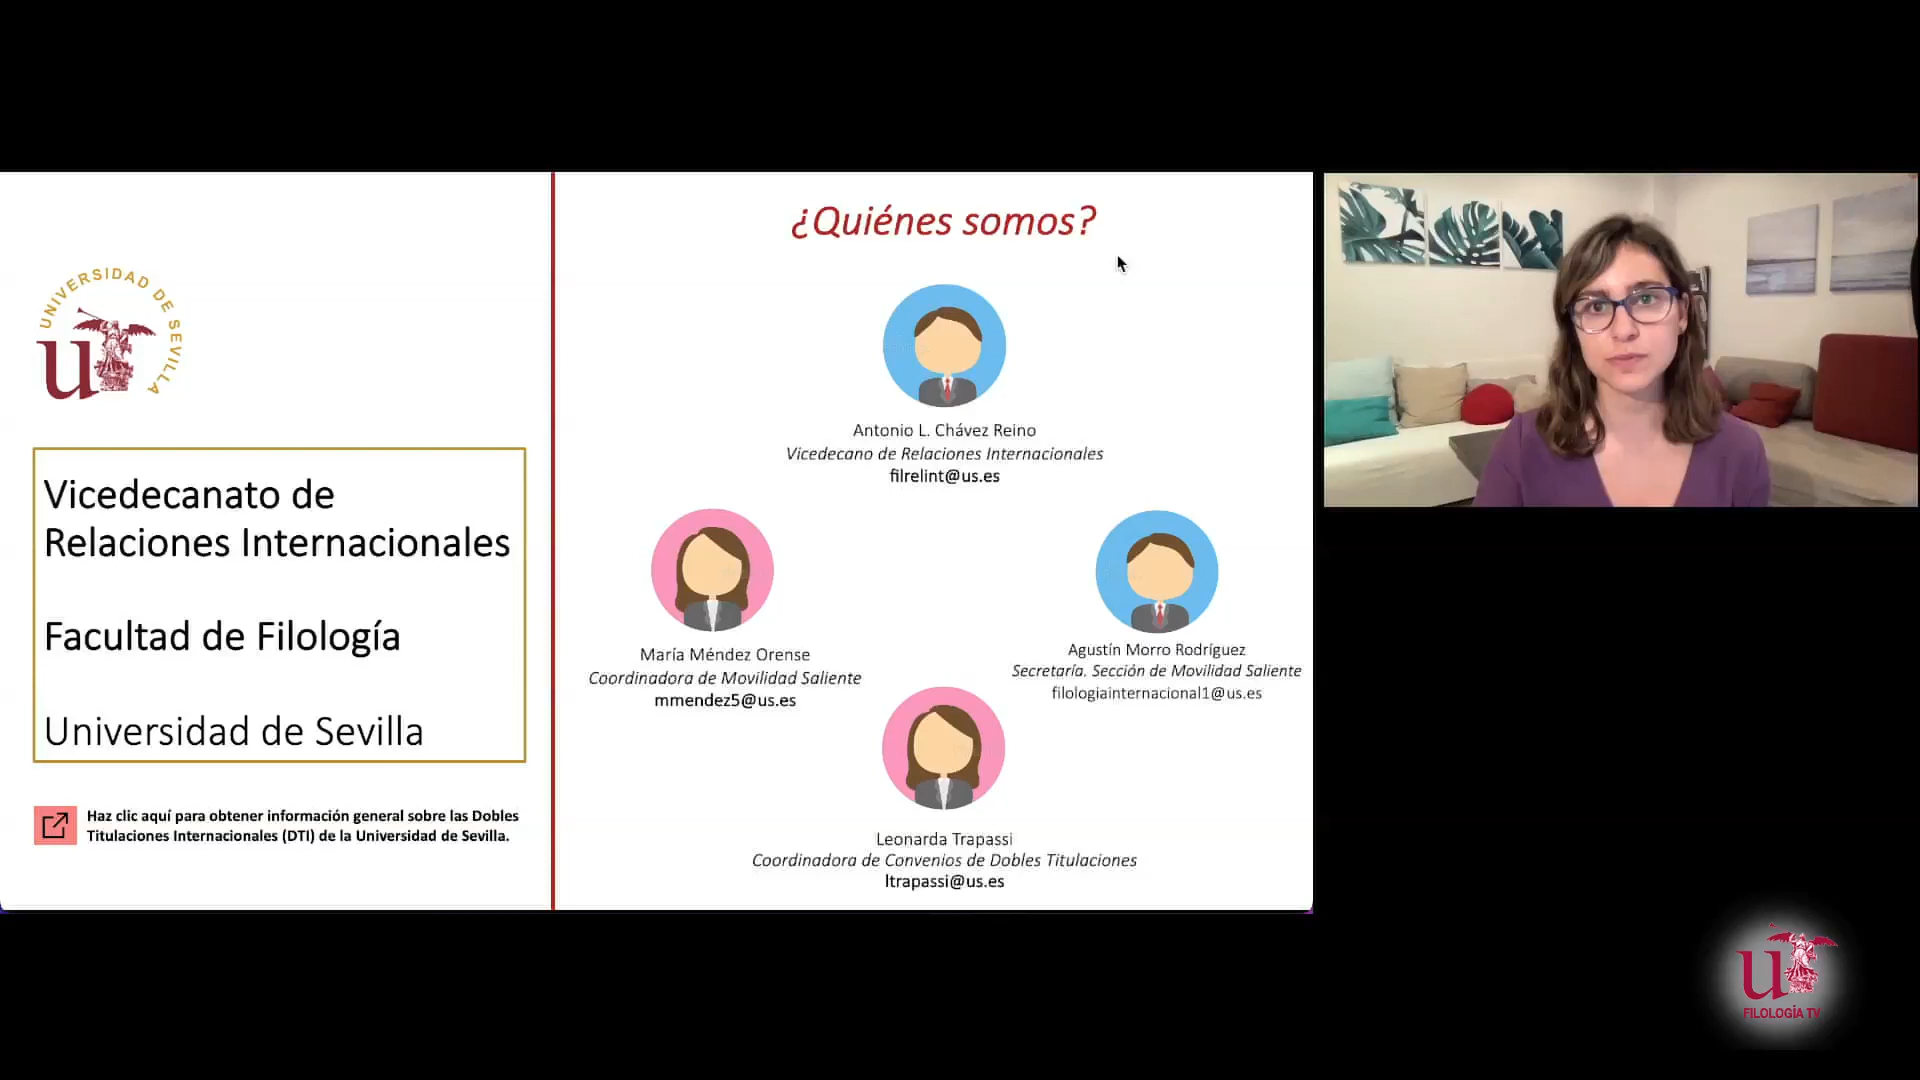 UNIVERSIDAD DE SEVILLA
U
Vicedecanato de
Relaciones Internacionales
Facultad de Filología
Universidad de Sevilla
Haz clic aquí para obtener información general sobre las Dobles
Titulaciones Internacionales (DTI) de la Universidad de Sevilla.
¿Quiénes somos?
Antonio L. Chávez Reino
Vicedecano de Relaciones Internacionales
filrelint@us.es
María Méndez Orense
Coordinadora de Movilidad Saliente
mmendez5@us.es
Agustín Morro Rodríguez
Secretaría. Sección de Movilidad Saliente
filologiainternacional1@us.es
Leonarda Trapassi
Coordinadora de Convenios de Dobles Titulaciones
ltrapassi@us.es
U
FILOLOGÍA TV